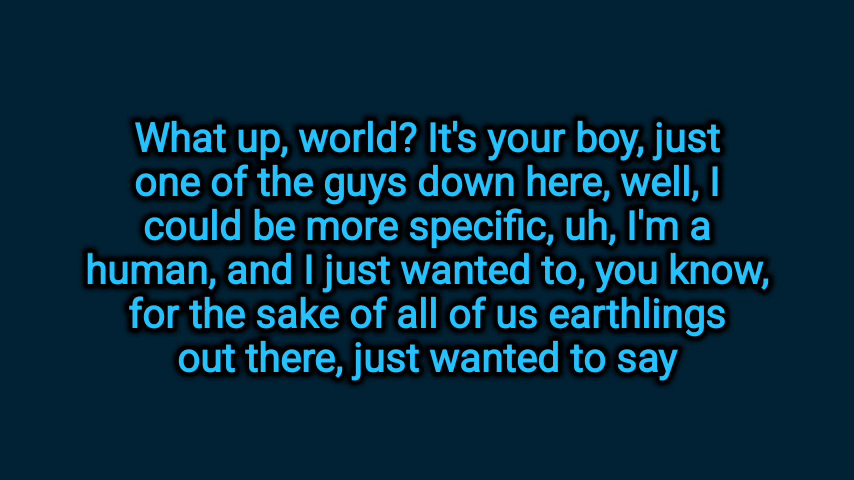 What up, world? It's your boy, just
one of the guys down here, well, I
could be more specific, uh, I'm a
human, and I just wanted to, you know,
for the sake of all of us earthlings
out there, just wanted to say